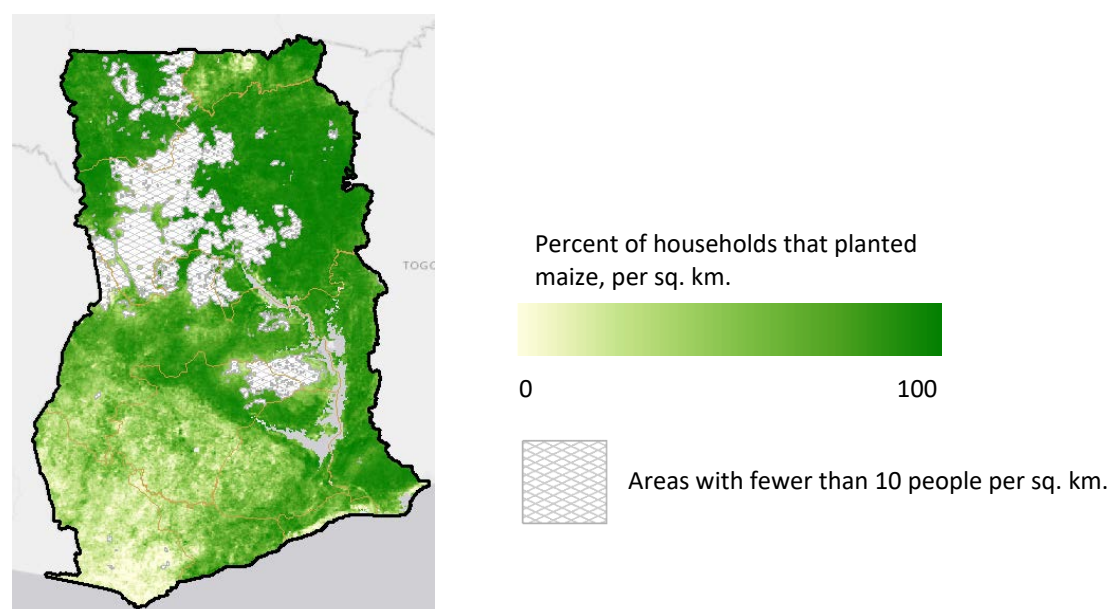 TOGO
Percent of households that planted
maize, per sq. km.
0
100
Areas with fewer than 10 people per sq. km.